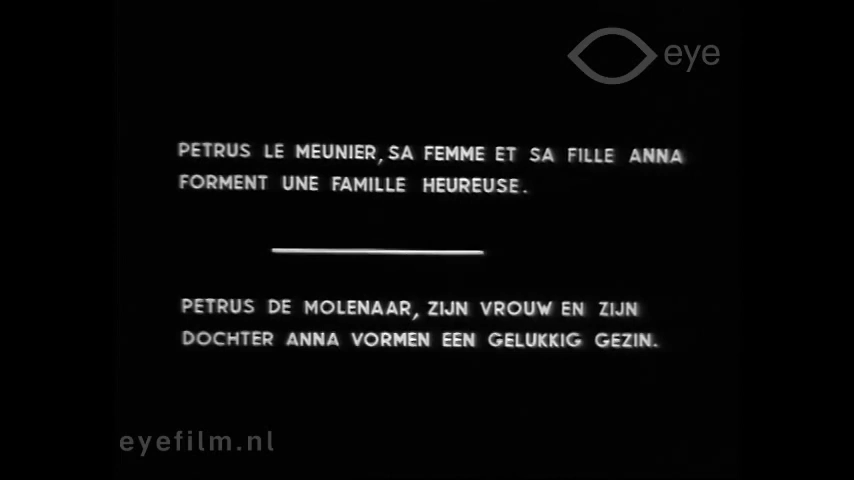 eye
PETRUS LE MEUNIER, SA FEMME ET SA FILLE ANNA
FORMENT UNE FAMILLE HEUREUSE.
PETRUS DE MOLENAAR, ZIJN VROUW EN ZIJN
DOCHTER ANNA VORMEN EEN GELUKKIG GEZIN.
eyefilm.nl